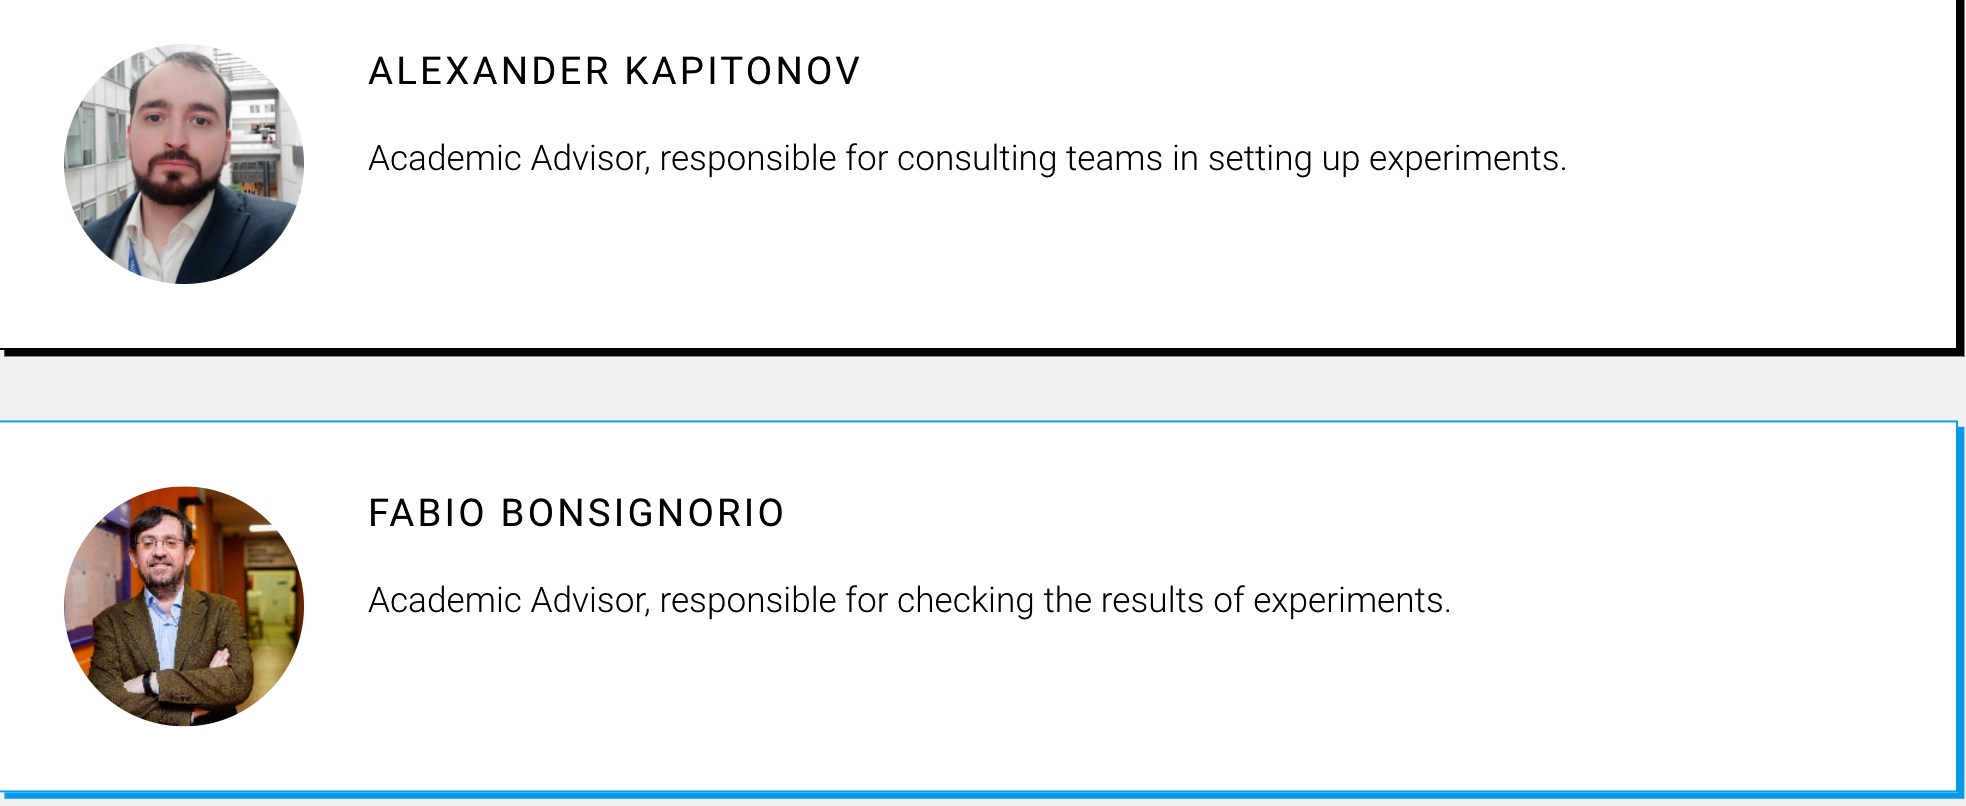 ALEXANDER KAPITONOV
Academic Advisor, responsible for consulting teams in setting up experiments.
FABIO BONSIGNORIO
Academic Advisor, responsible for checking the results of experiments.